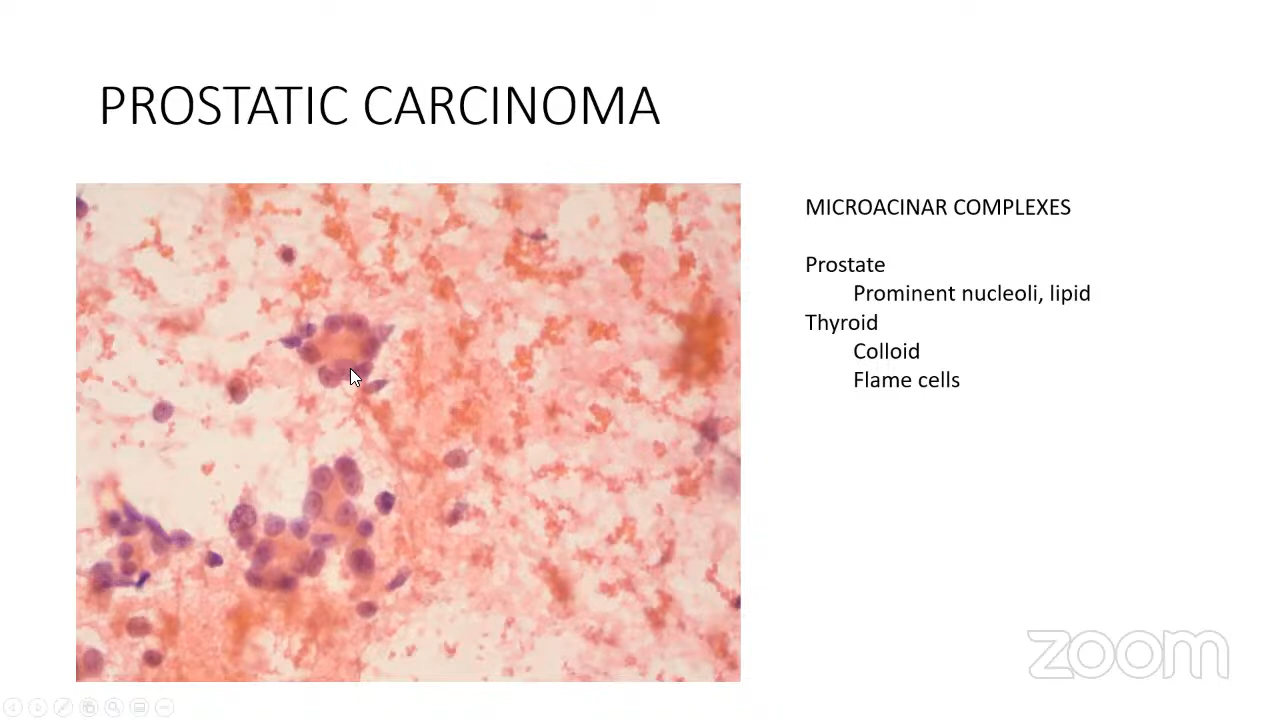 PROSTATIC CARCINOMA
MICROACINAR COMPLEXES
Prostate
Prominent nucleoli, lipid
Thyroid
Colloid
Flame cells
zoom